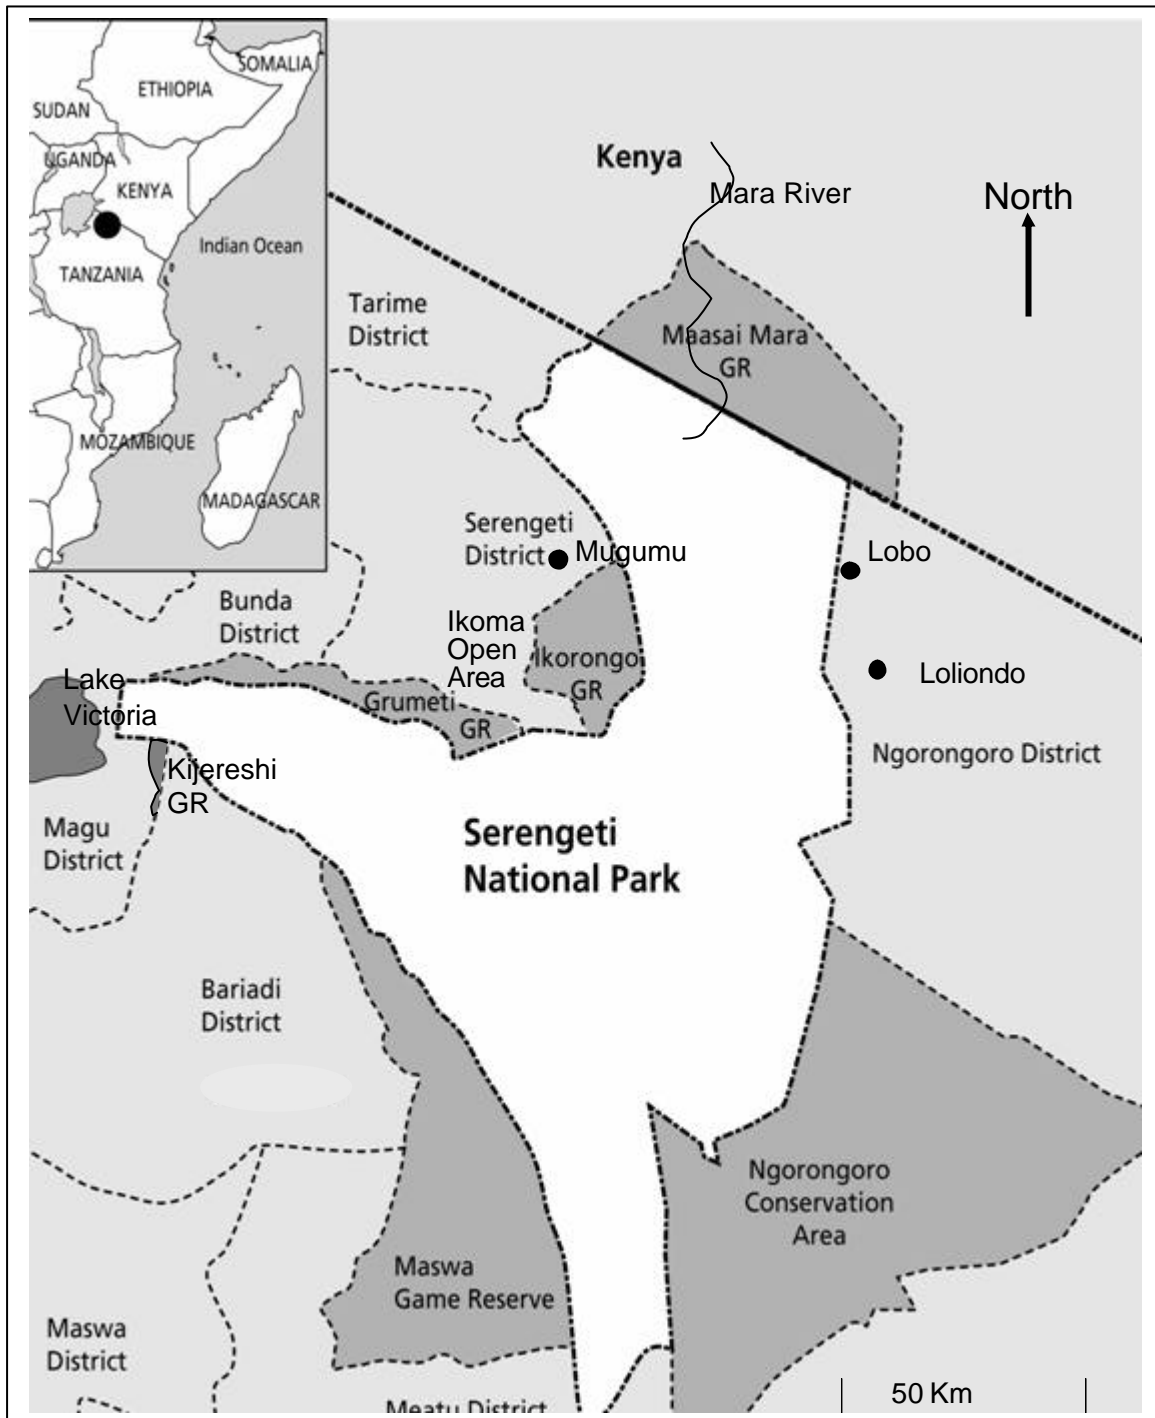 SOMALIA
ETHIOPIA
SUDAN
UGANDA
KENYA
Indian Ocean
TANZANIA
MOZAMBIQUE
MADAGASCAR
Kenya
Mara River
North
Tarime
District
Maasai Mara
GR
Serengeti
District
Mugumu
Lobo
Bunda
District
Ikoma
Open
Area
Ikorongo
GR
Loliondo
Lake
Victoria
Grumeti
GR
Ngorongoro District
Kijereshi
GR
Magu
District
Serengeti
National Park
Bariadi
District
Ngorongoro
Conservation
Area
Maswa
Game Reserve
Maswa
District
Meatu District
50 Km